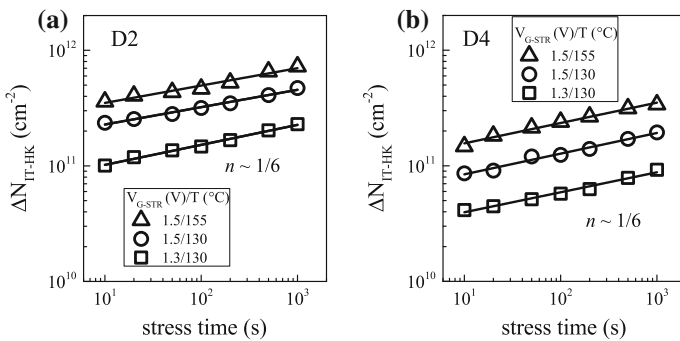 (a)
D2
ΔN_IT-HK (cm⁻²)
10¹²
10¹¹
10¹⁰
n ~ 1/6
V_G-STR (V)/T (°C)
1.5/155
1.5/130
1.3/130
10¹ 10² 10³
stress time (s)
(b)
D4
ΔN_IT-HK (cm⁻²)
10¹²
10¹¹
10¹⁰
V_G-STR (V)/T (°C)
1.5/155
1.5/130
1.3/130
n ~ 1/6
10¹ 10² 10³
stress time (s)